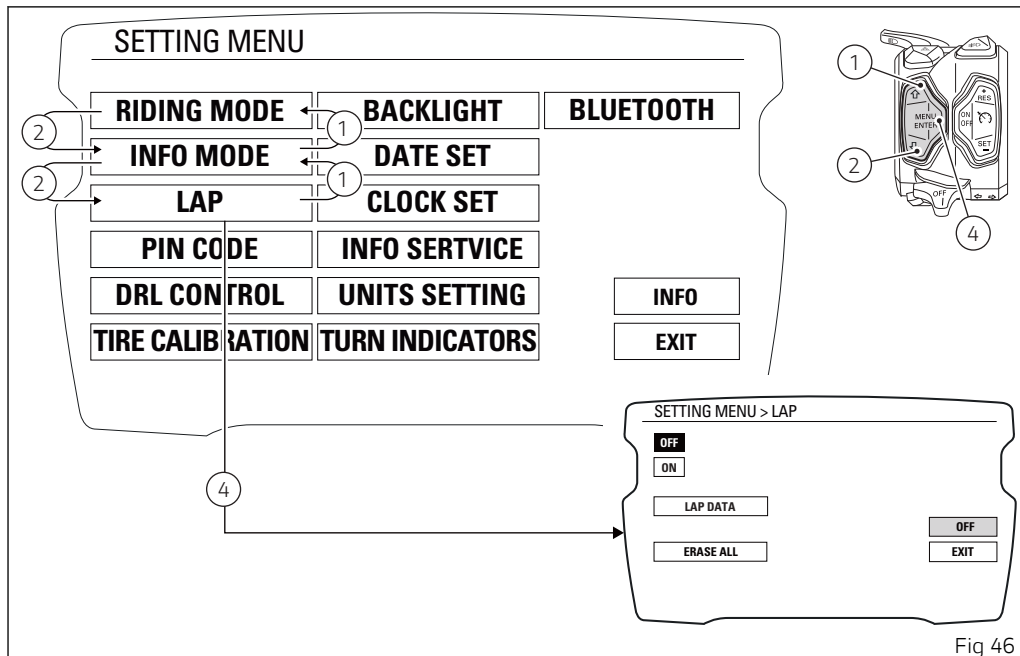 SETTING MENU
RIDING MODE BACKLIGHT BLUETOOTH
INFO MODE DATE SET
LAP CLOCK SET
PIN CODE INFO SERTVICE
DRL CONTROL UNITS SETTING INFO
TIRE CALIBRATION TURN INDICATORS EXIT
2
2
1
1
4
1
2
4
MENU
ENTER
ON
OFF
RES
SET
OFF
SETTING MENU > LAP
OFF
ON
LAP DATA
OFF
ERASE ALL EXIT
Fig 46